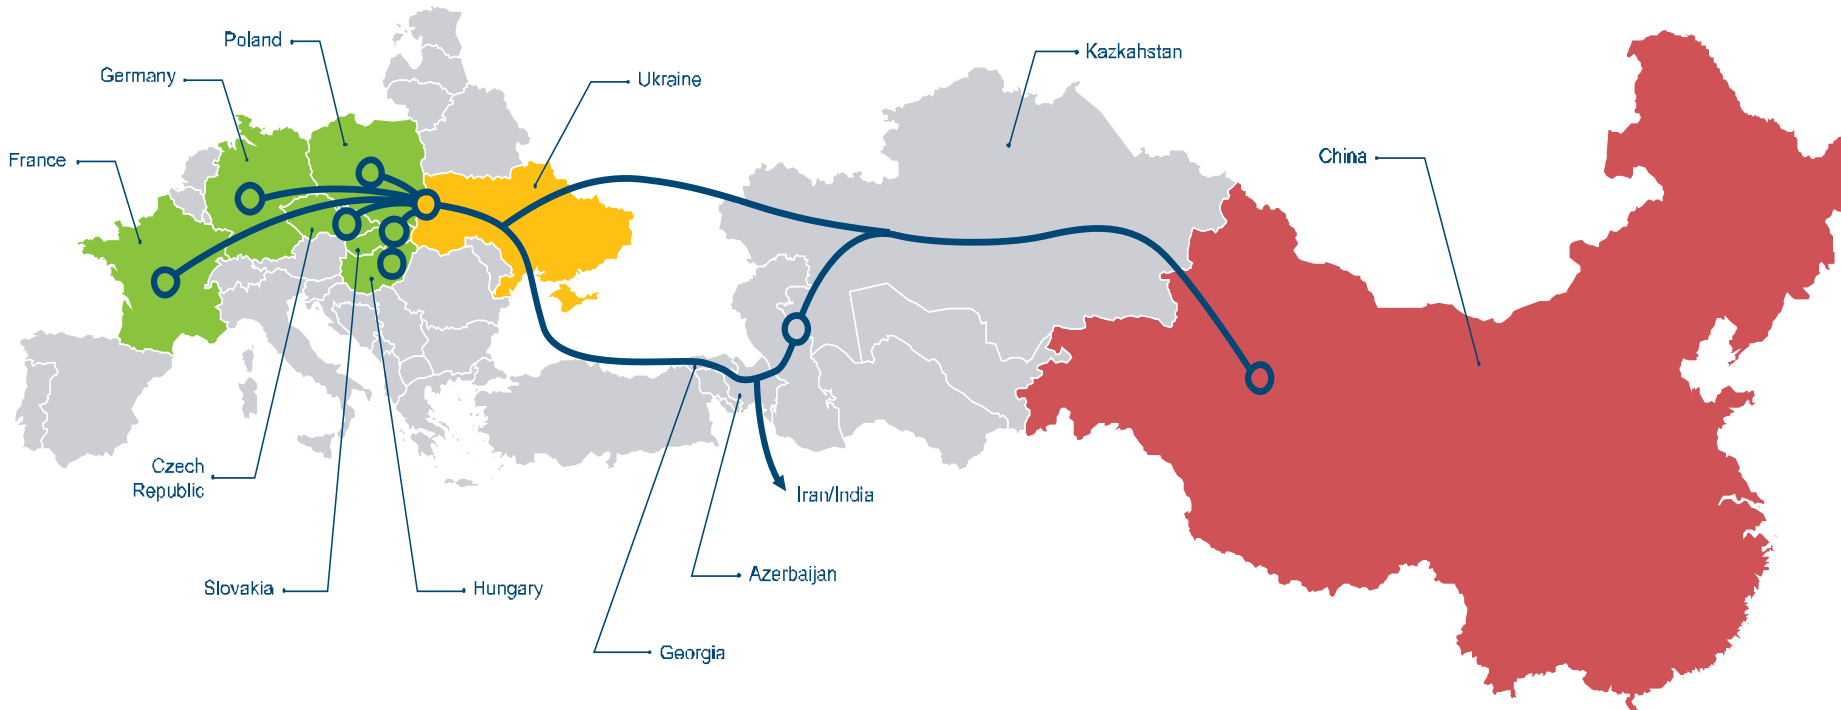 Poland
Germany
Ukraine
Kazkahstan
France
China
Czech
Republic
Iran/India
Slovakia
Hungary
Azerbaijan
Georgia